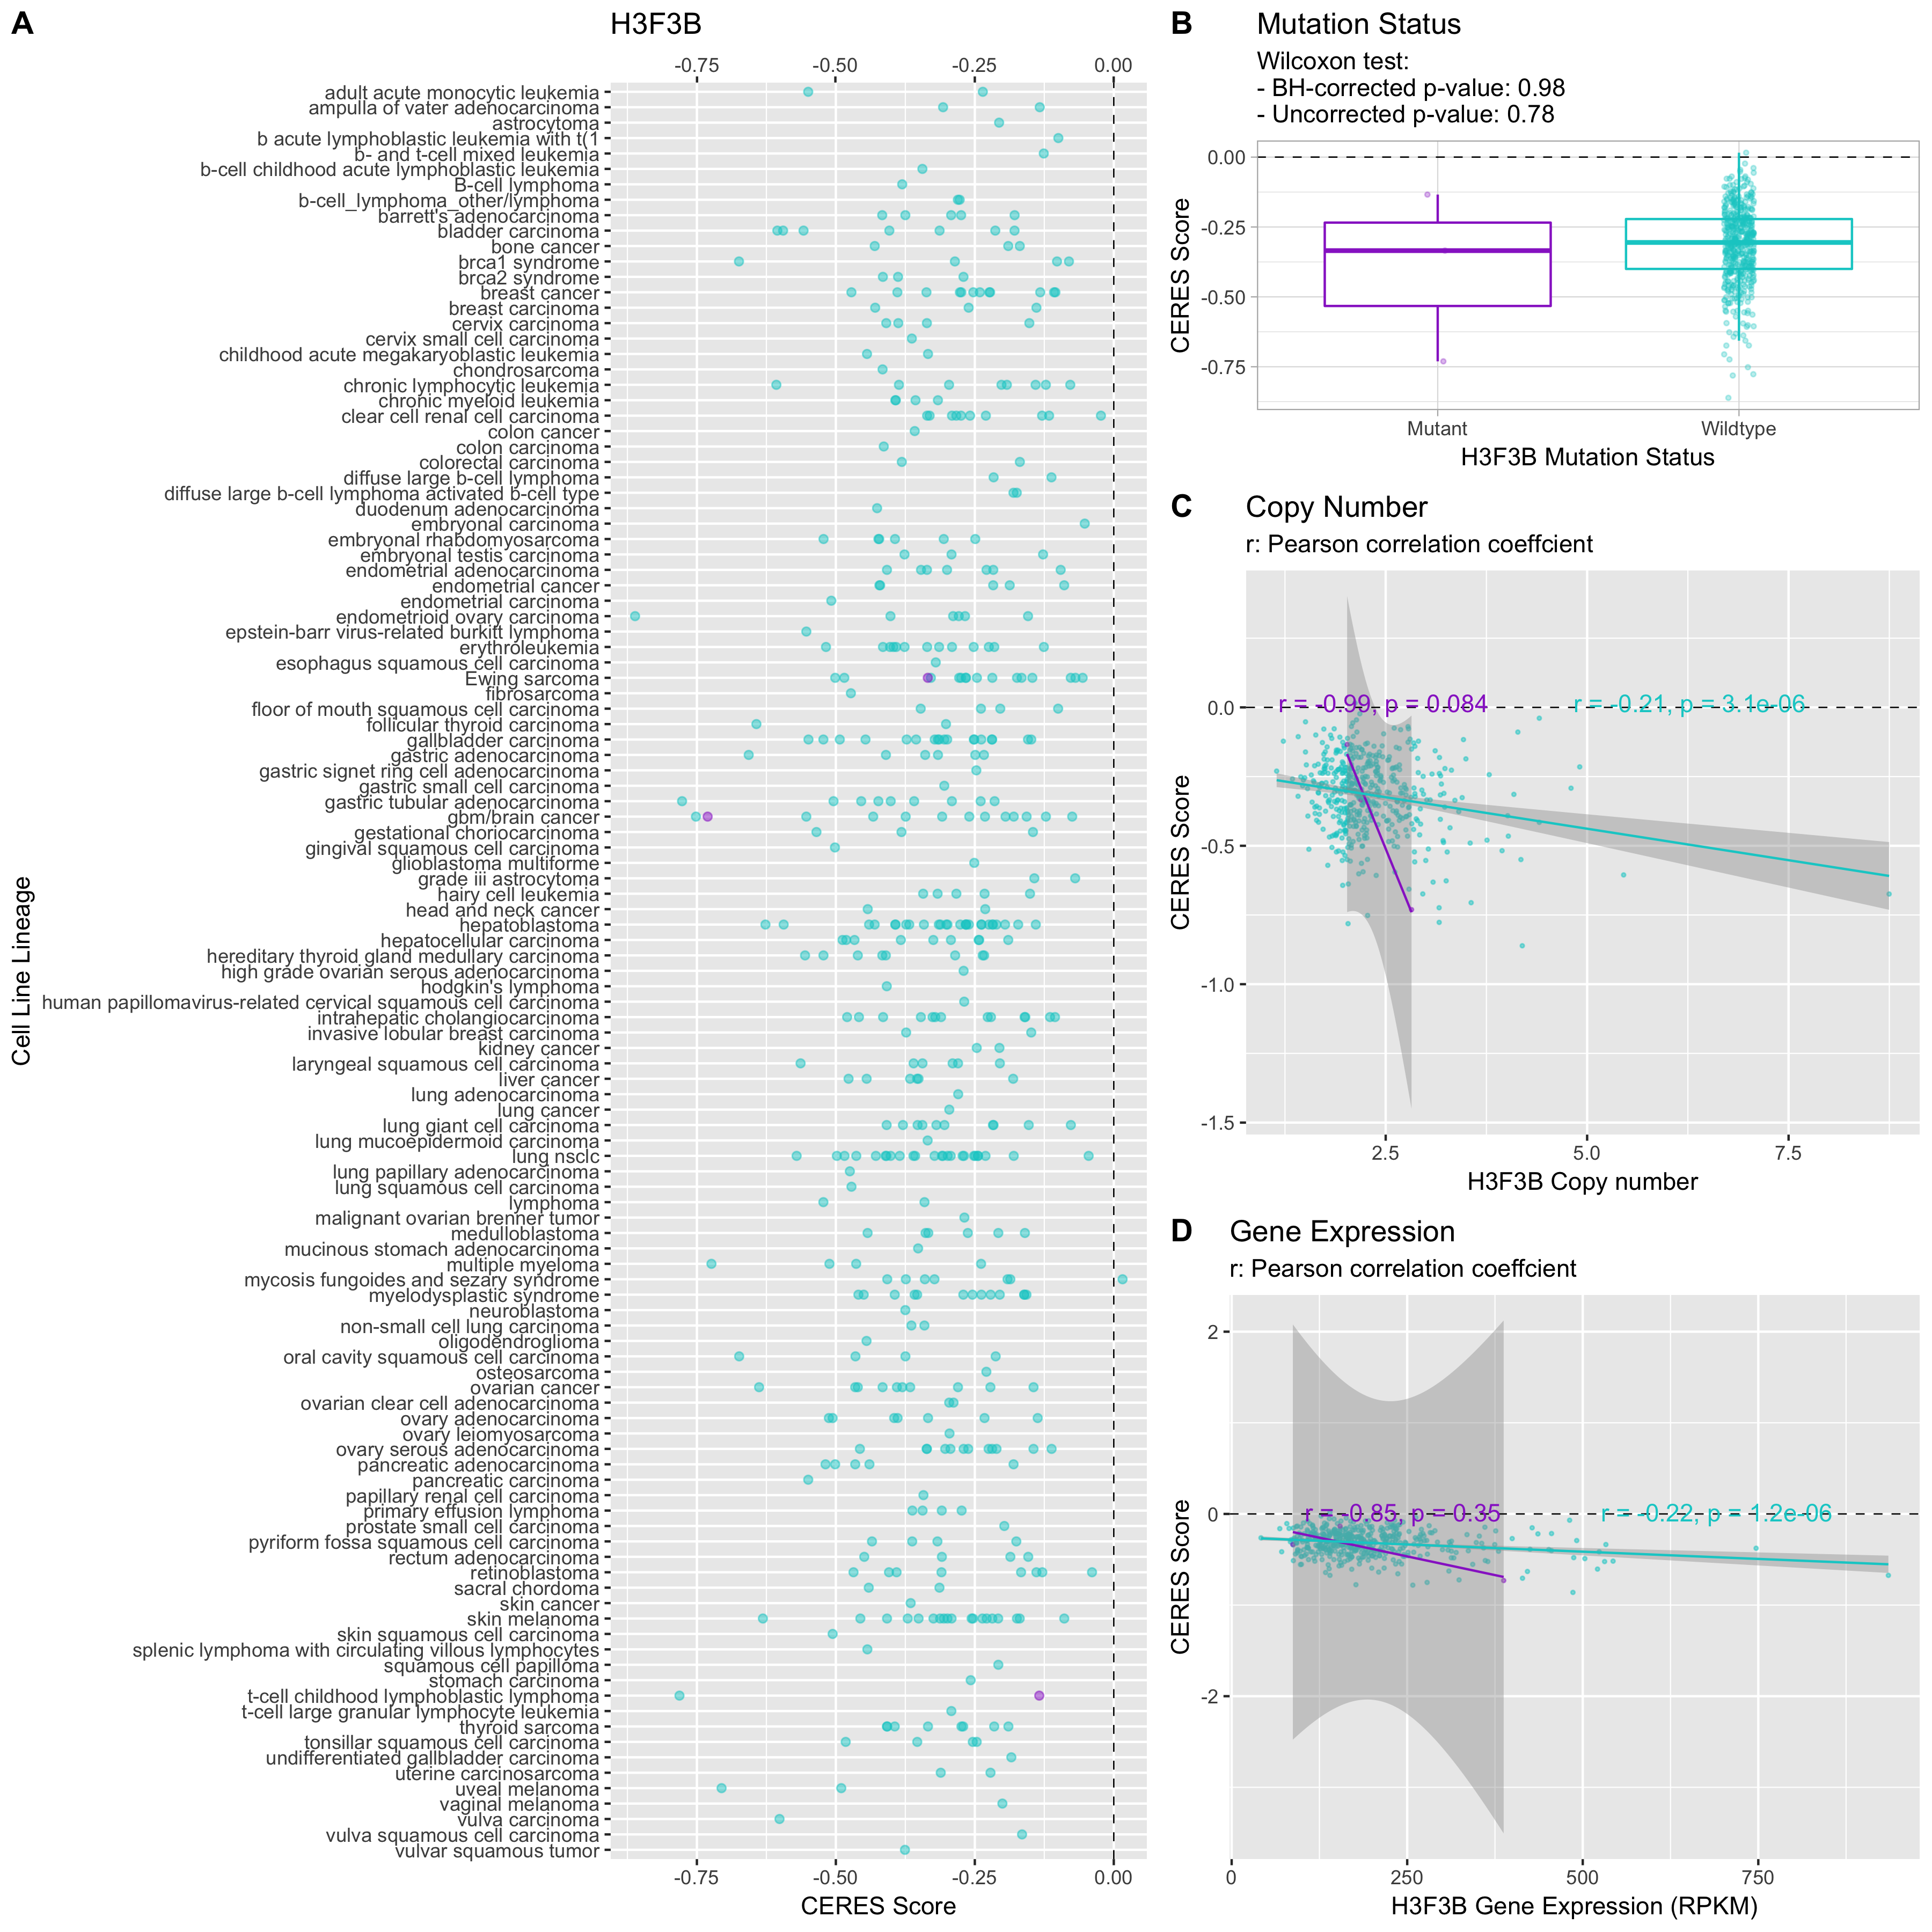 A
H3F3B
-0.75 -0.50 -0.25 0.00
Cell Line Lineage
adult acute monocytic leukemia
ampulla of vater adenocarcinoma
astrocytoma
b acute lymphoblastic leukemia with t(1
b- and t-cell mixed leukemia
b-cell childhood acute lymphoblastic leukemia
B-cell lymphoma
b-cell_lymphoma_other/lymphoma
barrett's adenocarcinoma
bladder carcinoma
bone cancer
brca1 syndrome
brca2 syndrome
breast cancer
breast carcinoma
cervix carcinoma
cervix small cell carcinoma
childhood acute megakaryoblastic leukemia
chondrosarcoma
chronic lymphocytic leukemia
chronic myeloid leukemia
clear cell renal cell carcinoma
colon cancer
colon carcinoma
colorectal carcinoma
diffuse large b-cell lymphoma
diffuse large b-cell lymphoma activated b-cell type
duodenum adenocarcinoma
embryonal carcinoma
embryonal rhabdomyosarcoma
embryonal testis carcinoma
endometrial adenocarcinoma
endometrial cancer
endometrial carcinoma
endometrioid ovary carcinoma
epstein-barr virus-related burkitt lymphoma
erythroleukemia
esophagus squamous cell carcinoma
Ewing sarcoma
fibrosarcoma
floor of mouth squamous cell carcinoma
follicular thyroid carcinoma
gallbladder carcinoma
gastric adenocarcinoma
gastric signet ring cell adenocarcinoma
gastric small cell carcinoma
gastric tubular adenocarcinoma
gbm/brain cancer
gestational choriocarcinoma
gingival squamous cell carcinoma
glioblastoma multiforme
grade iii astrocytoma
hairy cell leukemia
head and neck cancer
hepatoblastoma
hepatocellular carcinoma
hereditary thyroid gland medullary carcinoma
high grade ovarian serous adenocarcinoma
hodgkin's lymphoma
human papillomavirus-related cervical squamous cell carcinoma
intrahepatic cholangiocarcinoma
invasive lobular breast carcinoma
kidney cancer
laryngeal squamous cell carcinoma
liver cancer
lung adenocarcinoma
lung cancer
lung giant cell carcinoma
lung mucoepidermoid carcinoma
lung nsclc
lung papillary adenocarcinoma
lung squamous cell carcinoma
lymphoma
malignant ovarian brenner tumor
medulloblastoma
mucinous stomach adenocarcinoma
multiple myeloma
mycosis fungoides and sezary syndrome
myelodysplastic syndrome
neuroblastoma
non-small cell lung carcinoma
oligodendroglioma
oral cavity squamous cell carcinoma
osteosarcoma
ovarian cancer
ovarian clear cell adenocarcinoma
ovary adenocarcinoma
ovary leiomyosarcoma
ovary serous adenocarcinoma
pancreatic adenocarcinoma
pancreatic carcinoma
papillary renal cell carcinoma
primary effusion lymphoma
prostate small cell carcinoma
pyriform fossa squamous cell carcinoma
rectum adenocarcinoma
retinoblastoma
sacral chordoma
skin cancer
skin melanoma
skin squamous cell carcinoma
splenic lymphoma with circulating villous lymphocytes
squamous cell papilloma
stomach carcinoma
t-cell childhood lymphoblastic lymphoma
t-cell large granular lymphocyte leukemia
thyroid sarcoma
tonsillar squamous cell carcinoma
undifferentiated gallbladder carcinoma
uterine carcinosarcoma
uveal melanoma
vaginal melanoma
vulva carcinoma
vulva squamous cell carcinoma
vulvar squamous tumor
-0.75 -0.50 -0.25 0.00
CERES Score
B
Mutation Status
Wilcoxon test:
- BH-corrected p-value: 0.98
- Uncorrected p-value: 0.78
CERES Score
0.00
-0.25
-0.50
-0.75
Mutant Wildtype
H3F3B Mutation Status
C
Copy Number
r: Pearson correlation coeffcient
CERES Score
0.0
-0.5
-1.0
-1.5
r = -0.99, p = 0.084
r = -0.21, p = 3.1e-06
2.5 5.0 7.5
H3F3B Copy number
D
Gene Expression
r: Pearson correlation coeffcient
CERES Score
2
0
-2
r = -0.85, p = 0.35
r = -0.22, p = 1.2e-06
0 250 500 750
H3F3B Gene Expression (RPKM)